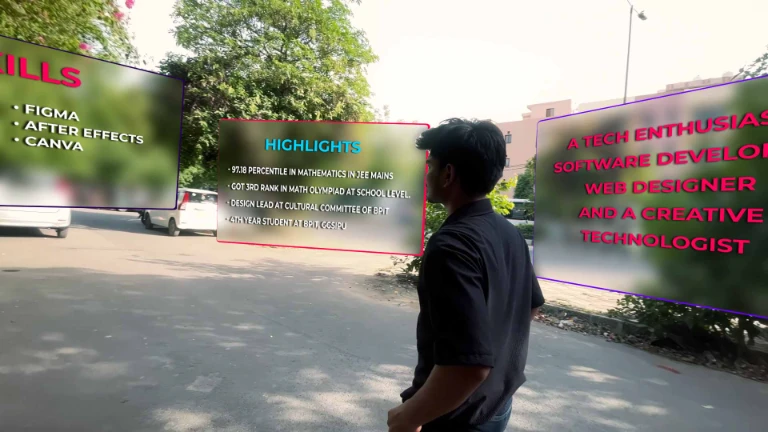 ILLS
• FIGMA
• AFTER EFFECTS
• CANVA
HIGHLIGHTS
• 97.18 PERCENTILE IN MATHEMATICS IN JEE MAINS
• GOT 3RD RANK IN MATH OLYMPIAD AT SCHOOL LEVEL.
• DESIGN LEAD AT CULTURAL COMMITTEE OF BPIT
• 4TH YEAR STUDENT AT BPIT, GGSIPU
A TECH ENTHUSIAS
SOFTWARE DEVELO
WEB DESIGNER
AND A CREATIVE
TECHNOLOGIST